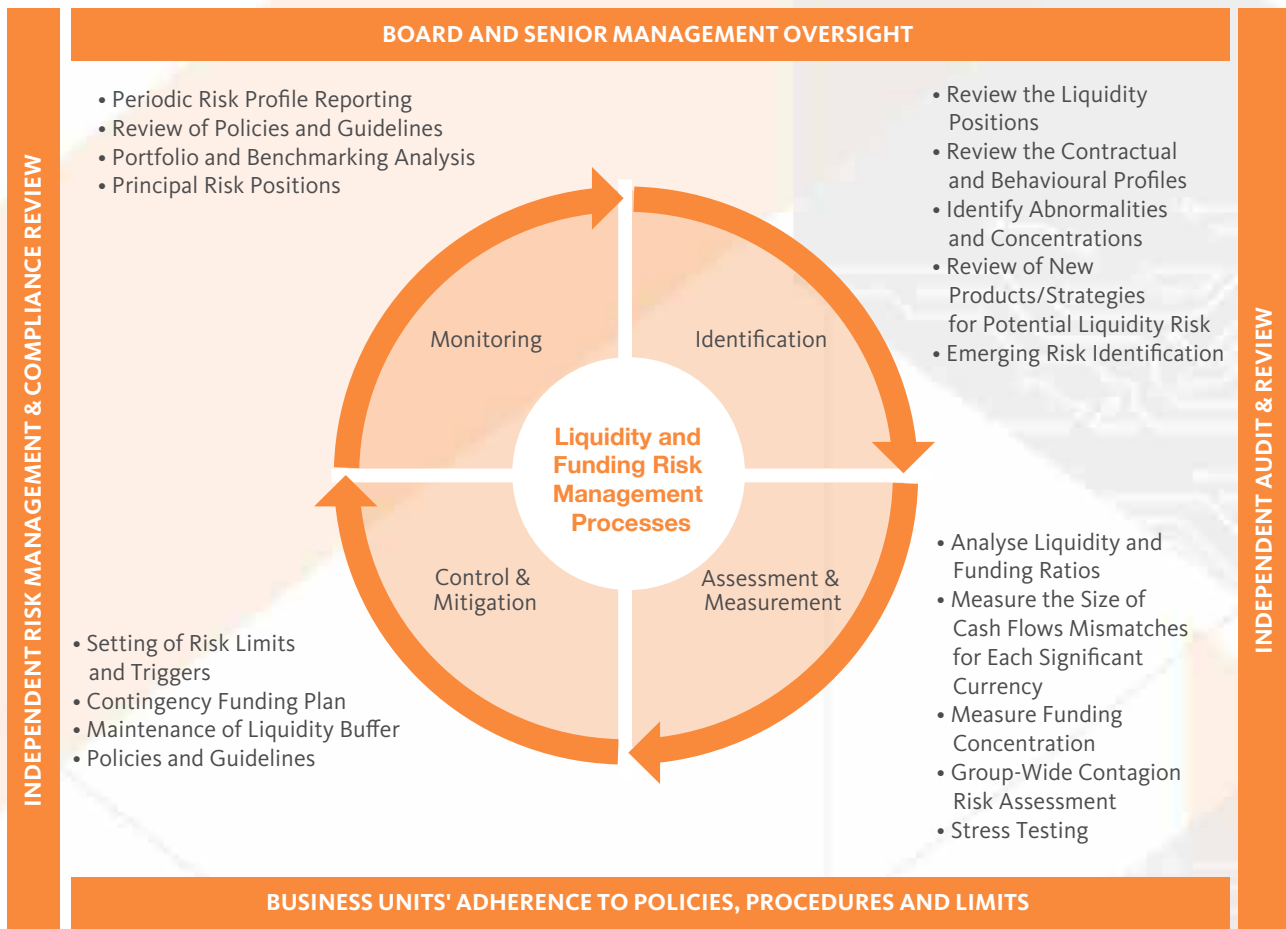 BOARD AND SENIOR MANAGEMENT OVERSIGHT
INDEPENDENT RISK MANAGEMENT & COMPLIANCE REVIEW
• Periodic Risk Profile Reporting
• Review of Policies and Guidelines
• Portfolio and Benchmarking Analysis
• Principal Risk Positions
• Review the Liquidity
Positions
• Review the Contractual
and Behavioural Profiles
• Identify Abnormalities
and Concentrations
• Review of New
Products/Strategies
for Potential Liquidity Risk
• Emerging Risk Identification
Monitoring
Identification
Liquidity and
Funding Risk
Management
Processes
Control &
Mitigation
Assessment &
Measurement
• Setting of Risk Limits
and Triggers
• Contingency Funding Plan
• Maintenance of Liquidity Buffer
• Policies and Guidelines
• Analyse Liquidity and
Funding Ratios
• Measure the Size of
Cash Flows Mismatches
for Each Significant
Currency
• Measure Funding
Concentration
• Group-Wide Contagion
Risk Assessment
• Stress Testing
INDEPENDENT AUDIT & REVIEW
BUSINESS UNITS' ADHERENCE TO POLICIES, PROCEDURES AND LIMITS